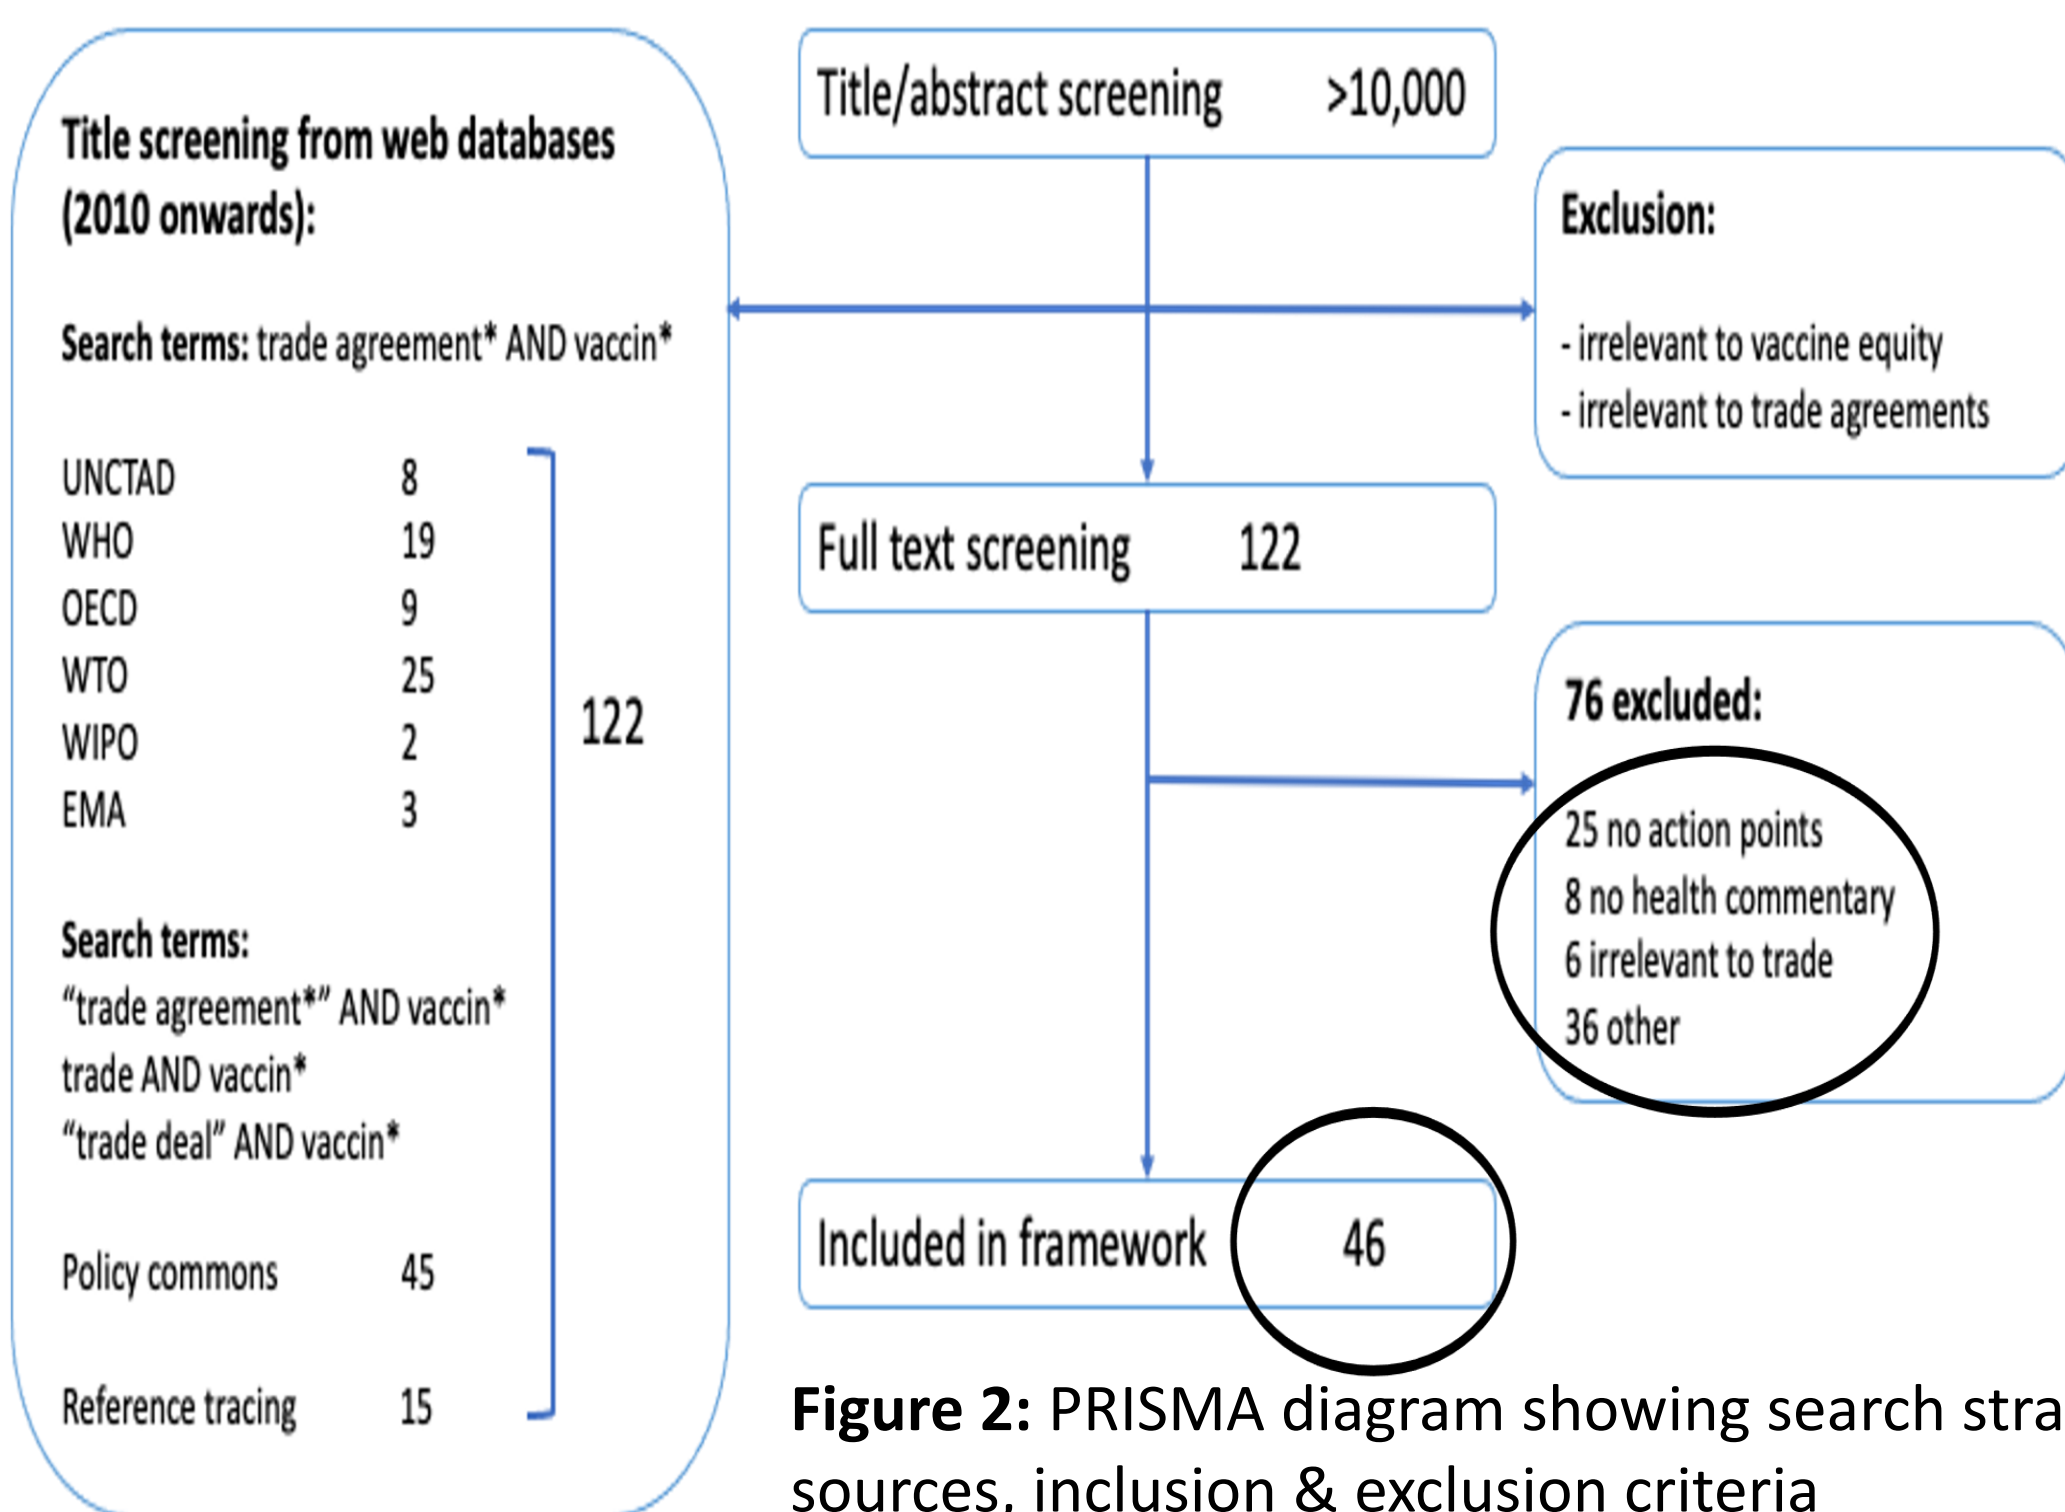 Title screening from web databases
(2010 onwards):
Search terms: trade agreement* AND vaccin*
UNCTAD 8
WHO 19
OECD 9
WTO 25
WIPO 2
EMA 3
122
Search terms:
“trade agreement*” AND vaccin*
trade AND vaccin*
“trade deal” AND vaccin*
Policy commons 45
Reference tracing 15
Title/abstract screening >10,000
Exclusion:
- irrelevant to vaccine equity
- irrelevant to trade agreements
Full text screening 122
76 excluded:
25 no action points
8 no health commentary
6 irrelevant to trade
36 other
Included in framework 46
Figure 2: PRISMA diagram showing search stra
sources, inclusion & exclusion criteria